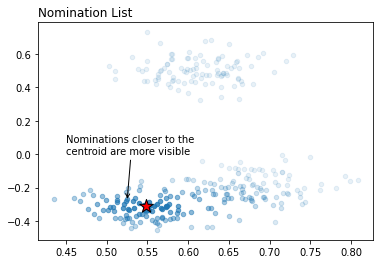 Nomination List
0.6
0.4
0.2
0.0
−0.2
−0.4
Nominations closer to the
centroid are more visible
0.45 0.50 0.55 0.60 0.65 0.70 0.75 0.80